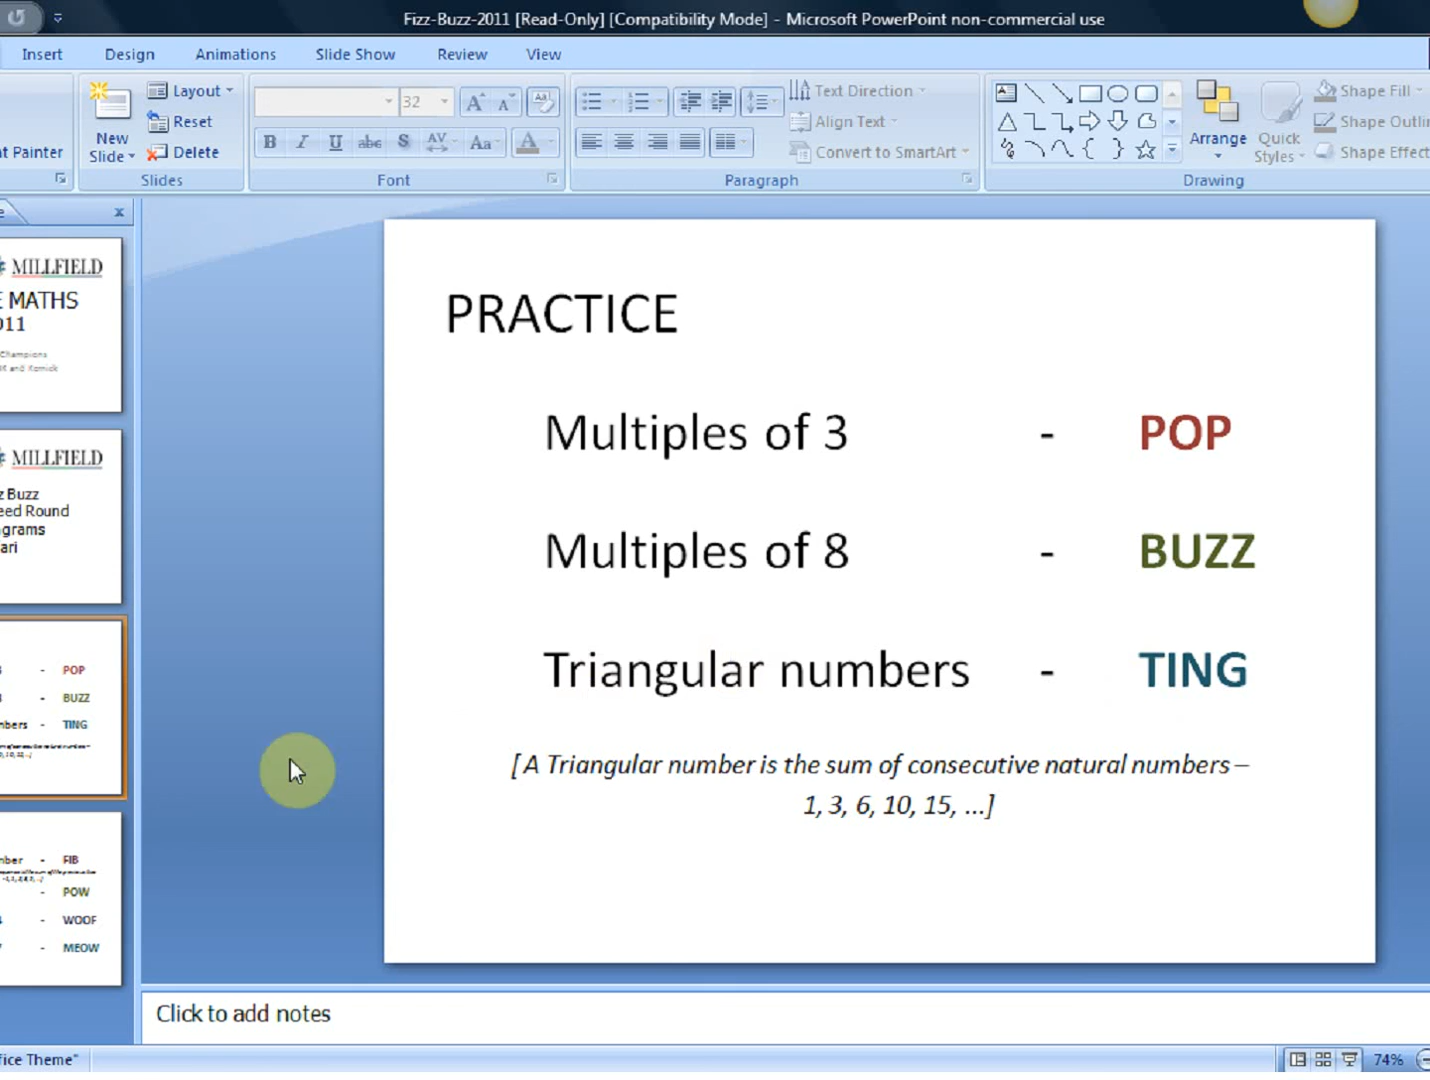 Fizz-Buzz-2011 [Read-Only] [Compatibility Mode] - Microsoft PowerPoint non-commercial use
Insert Design Animations Slide Show Review View
Layout
Reset
Delete
New
Slide
t Painter
32
Text Direction
Align Text
Convert to SmartArt
Arrange
Quick
Styles
Shape Fill
Shape Outli
Shape Effect
Slides Font Paragraph Drawing
MILLFIELD
E MATHS
011
Champions
MILLFIELD
z Buzz
eed Round
grams
ari
- POP
- BUZZ
mbers - TING
mber - FIB
- POW
- WOOF
- MEOW
PRACTICE
Multiples of 3 - POP
Multiples of 8 - BUZZ
Triangular numbers - TING
[A Triangular number is the sum of consecutive natural numbers –
1, 3, 6, 10, 15, ...]
Click to add notes
fice Theme"
74%